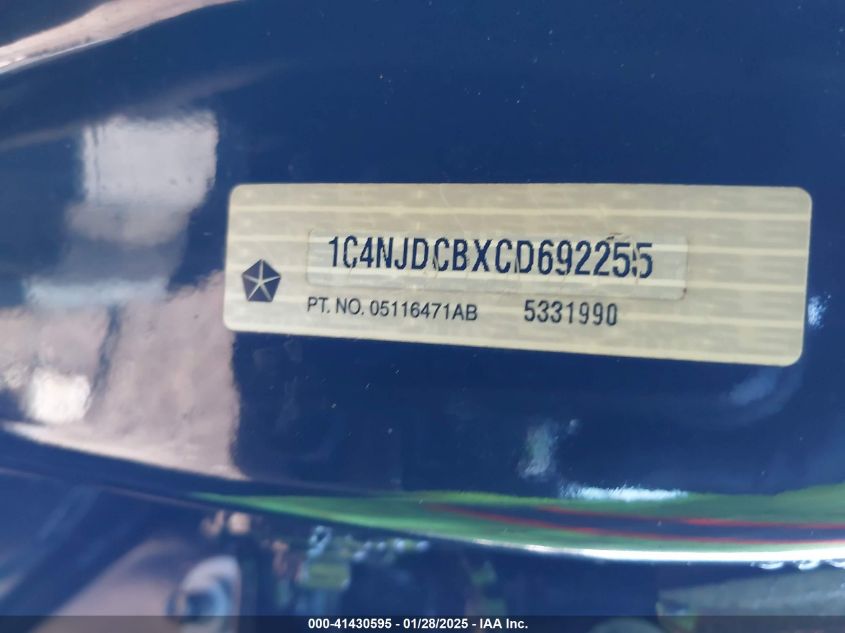 1C4NJDCBXCD692255
PT. NO. 05116471AB 5331990
000-41430595 - 01/28/2025 - IAA Inc.